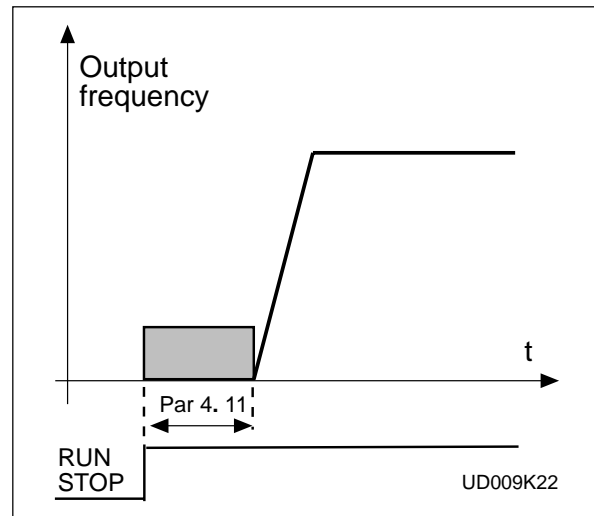 Output
frequency
t
Par 4. 11
RUN
STOP
UD009K22